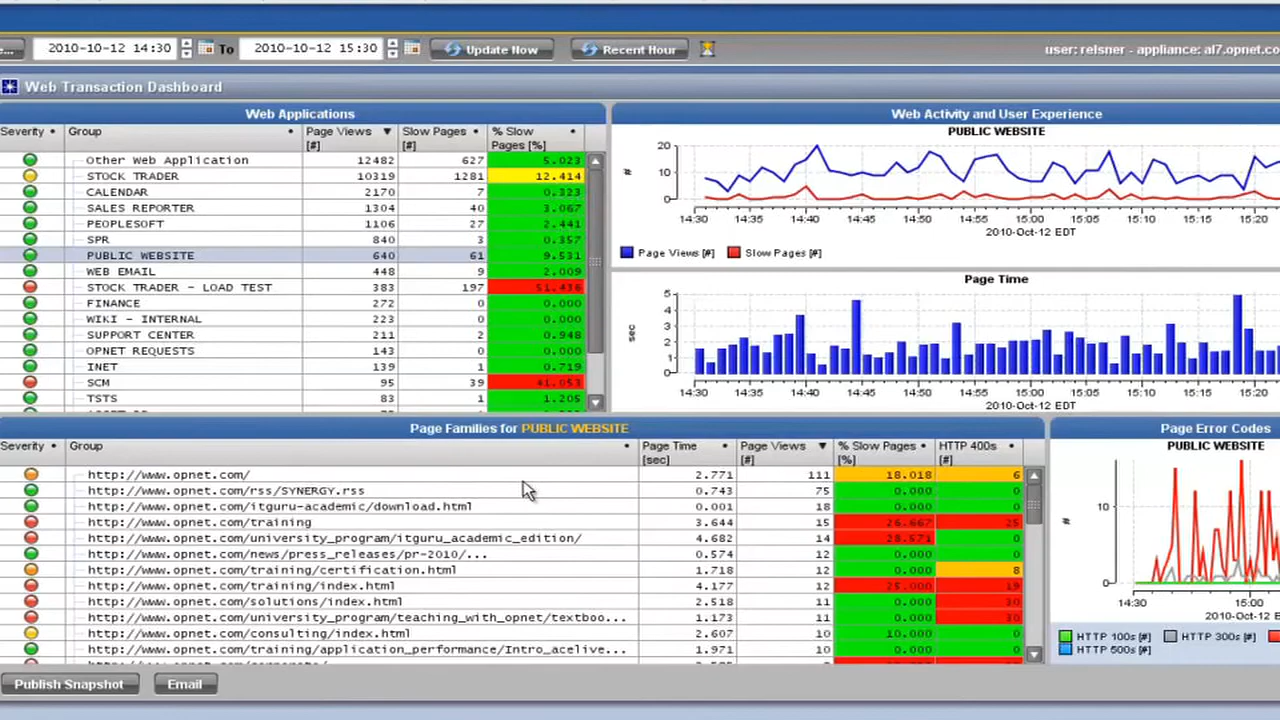 e... 2010-10-12 14:30 To 2010-10-12 15:30 Update Now Recent Hour user: relsner - appliance: al7.opnet.co
Web Transaction Dashboard
Web Applications
Severity Group Page Views [#] Slow Pages [#] % Slow Pages [%]
Other Web Application 12482 627 5.023
STOCK TRADER 10319 1281 12.414
CALENDAR 2170 7 0.323
SALES REPORTER 1304 40 3.067
PEOPLESOFT 1106 27 2.441
SPR 840 3 0.357
PUBLIC WEBSITE 640 61 9.531
WEB EMAIL 448 9 2.009
STOCK TRADER - LOAD TEST 383 197 51.436
FINANCE 272 0 0.000
WIKI - INTERNAL 223 0 0.000
SUPPORT CENTER 211 2 0.948
OPNET REQUESTS 143 0 0.000
INET 139 1 0.719
SCM 95 39 41.053
TSTS 83 1 1.205
Web Activity and User Experience
PUBLIC WEBSITE
20
10
0
#
14:30 14:35 14:40 14:45 14:50 14:55 15:00 15:05 15:10 15:15 15:20
2010-Oct-12 EDT
Page Views [#] Slow Pages [#]
Page Time
5
4
3
2
1
0
sec
14:30 14:35 14:40 14:45 14:50 14:55 15:00 15:05 15:10 15:15 15:20
2010-Oct-12 EDT
Page Families for PUBLIC WEBSITE
Severity Group Page Time [sec] Page Views [#] % Slow Pages [%] HTTP 400s [#]
http://www.opnet.com/ 2.771 111 18.018 6
http://www.opnet.com/rss/SYNERGY.rss 0.743 75 0.000 0
http://www.opnet.com/itguru-academic/download.html 0.001 18 0.000 0
http://www.opnet.com/training 3.644 15 26.667 25
http://www.opnet.com/university_program/itguru_academic_edition/ 4.682 14 28.571 0
http://www.opnet.com/news/press_releases/pr-2010/... 0.574 12 0.000 0
http://www.opnet.com/training/certification.html 1.718 12 0.000 8
http://www.opnet.com/training/index.html 4.177 12 25.000 19
http://www.opnet.com/solutions/index.html 2.518 11 0.000 30
http://www.opnet.com/university_program/teaching_with_opnet/textboo... 1.173 11 0.000 30
http://www.opnet.com/consulting/index.html 2.607 10 10.000 0
http://www.opnet.com/training/application_performance/Intro_acelive... 1.971 10 0.000 0
Page Error Codes
PUBLIC WEBSITE
10
0
#
14:30 15:00
2010-Oct-12 ED
HTTP 100s [#] HTTP 300s [#]
HTTP 500s [#]
Publish Snapshot Email